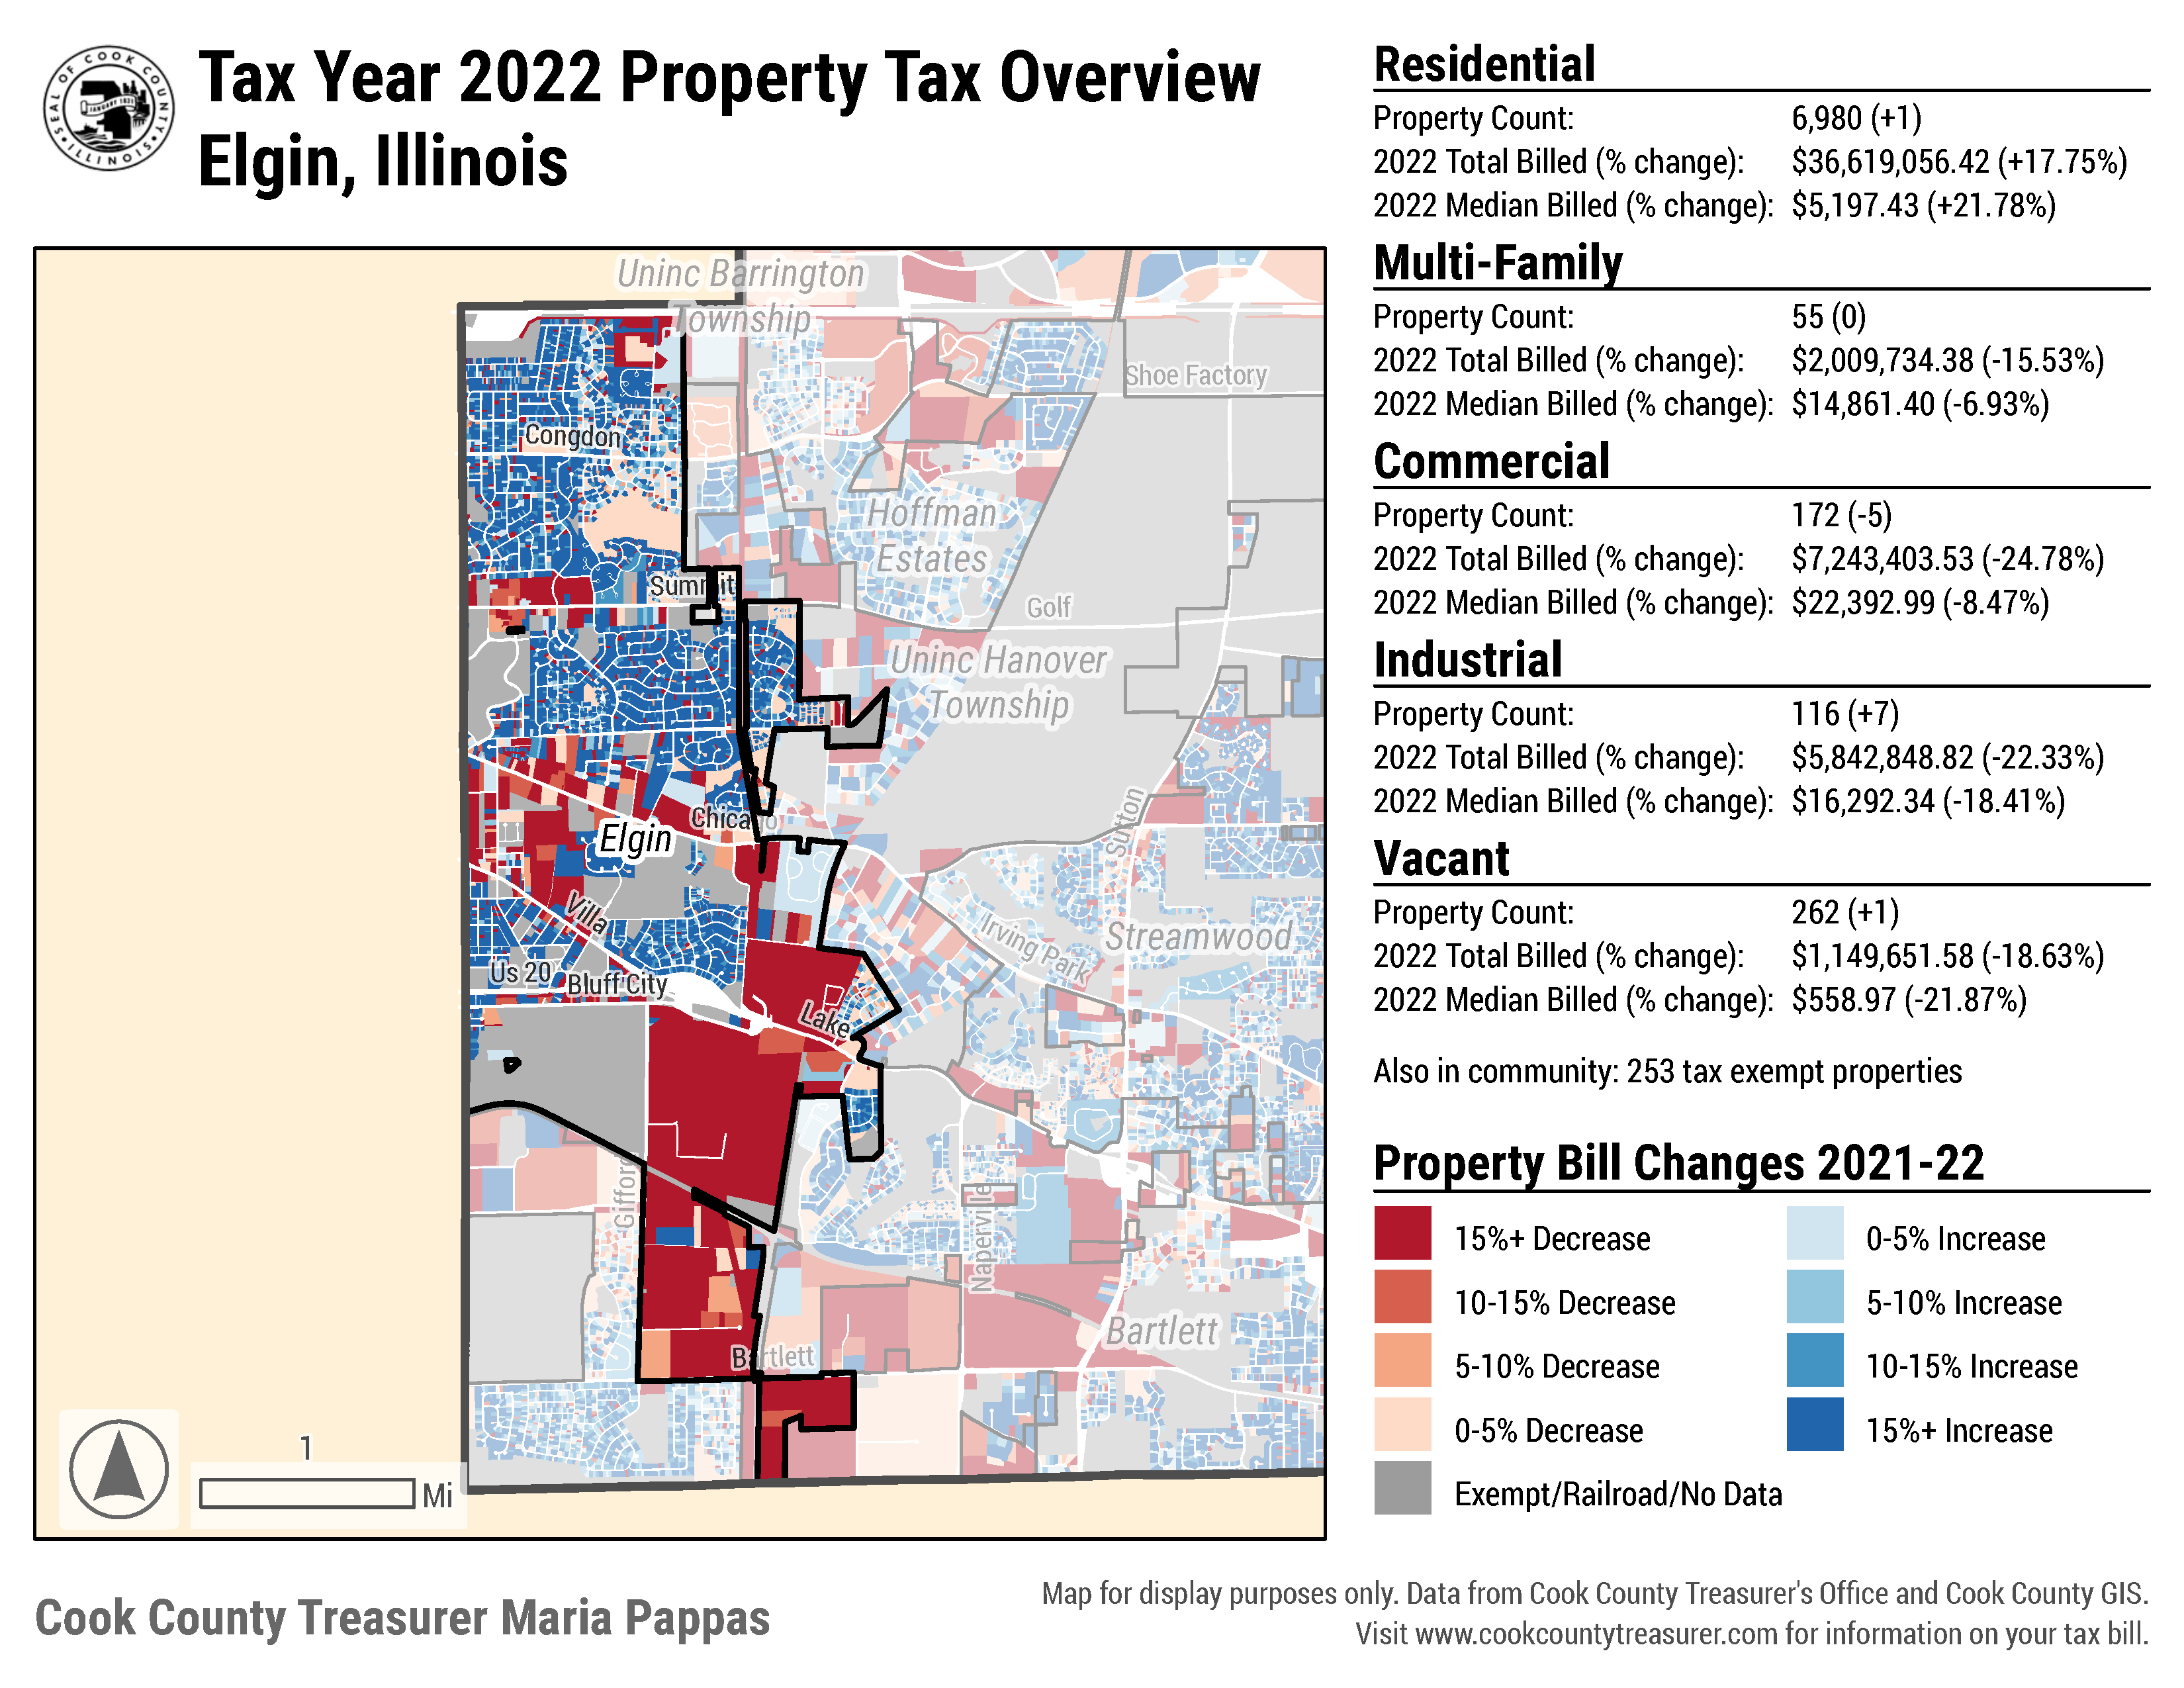 SEAL OF COOK COUNTY
JANUARY 1831
ILLINOIS
Tax Year 2022 Property Tax Overview
Elgin, Illinois
Uninc Barrington
Township
Shoe Factory
Congdon
Hoffman
Estates
Summit
Golf
Uninc Hanover
Township
Sutton
Chicago
Elgin
Villa
Irving Park
Streamwood
Us 20
Bluff City
Lake
Gifford
Naperville
Bartlett
Bartlett
1
Mi
Residential
Property Count: 6,980 (+1)
2022 Total Billed (% change): $36,619,056.42 (+17.75%)
2022 Median Billed (% change): $5,197.43 (+21.78%)
Multi-Family
Property Count: 55 (0)
2022 Total Billed (% change): $2,009,734.38 (-15.53%)
2022 Median Billed (% change): $14,861.40 (-6.93%)
Commercial
Property Count: 172 (-5)
2022 Total Billed (% change): $7,243,403.53 (-24.78%)
2022 Median Billed (% change): $22,392.99 (-8.47%)
Industrial
Property Count: 116 (+7)
2022 Total Billed (% change): $5,842,848.82 (-22.33%)
2022 Median Billed (% change): $16,292.34 (-18.41%)
Vacant
Property Count: 262 (+1)
2022 Total Billed (% change): $1,149,651.58 (-18.63%)
2022 Median Billed (% change): $558.97 (-21.87%)
Also in community: 253 tax exempt properties
Property Bill Changes 2021-22
15%+ Decrease
0-5% Increase
10-15% Decrease
5-10% Increase
5-10% Decrease
10-15% Increase
0-5% Decrease
15%+ Increase
Exempt/Railroad/No Data
Cook County Treasurer Maria Pappas
Map for display purposes only. Data from Cook County Treasurer's Office and Cook County GIS.
Visit www.cookcountytreasurer.com for information on your tax bill.